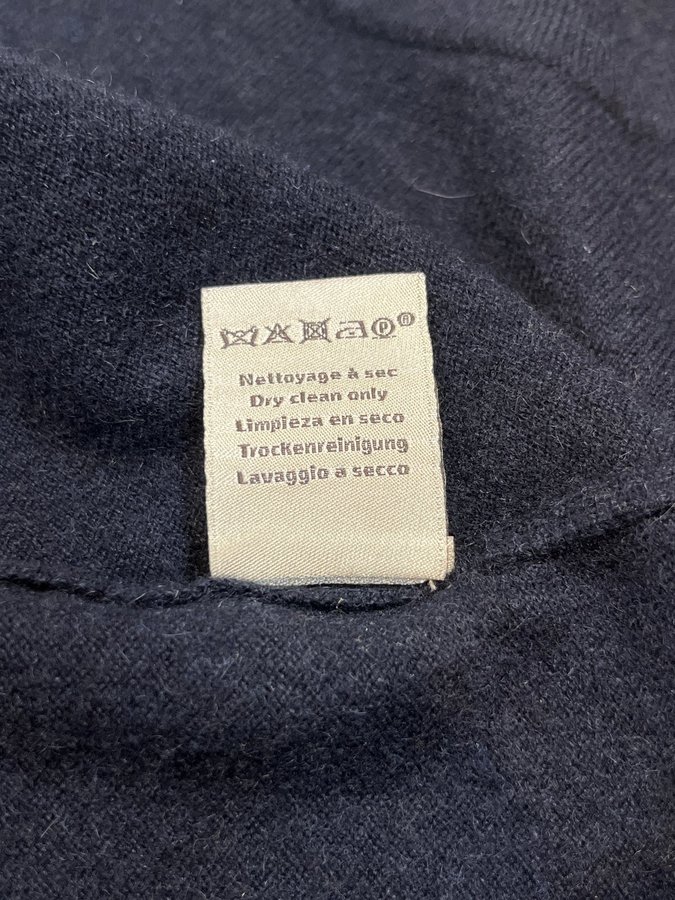 P
Nettoyage à sec
Dry clean only
Limpieza en seco
Trockenreinigung
Lavaggio a secco